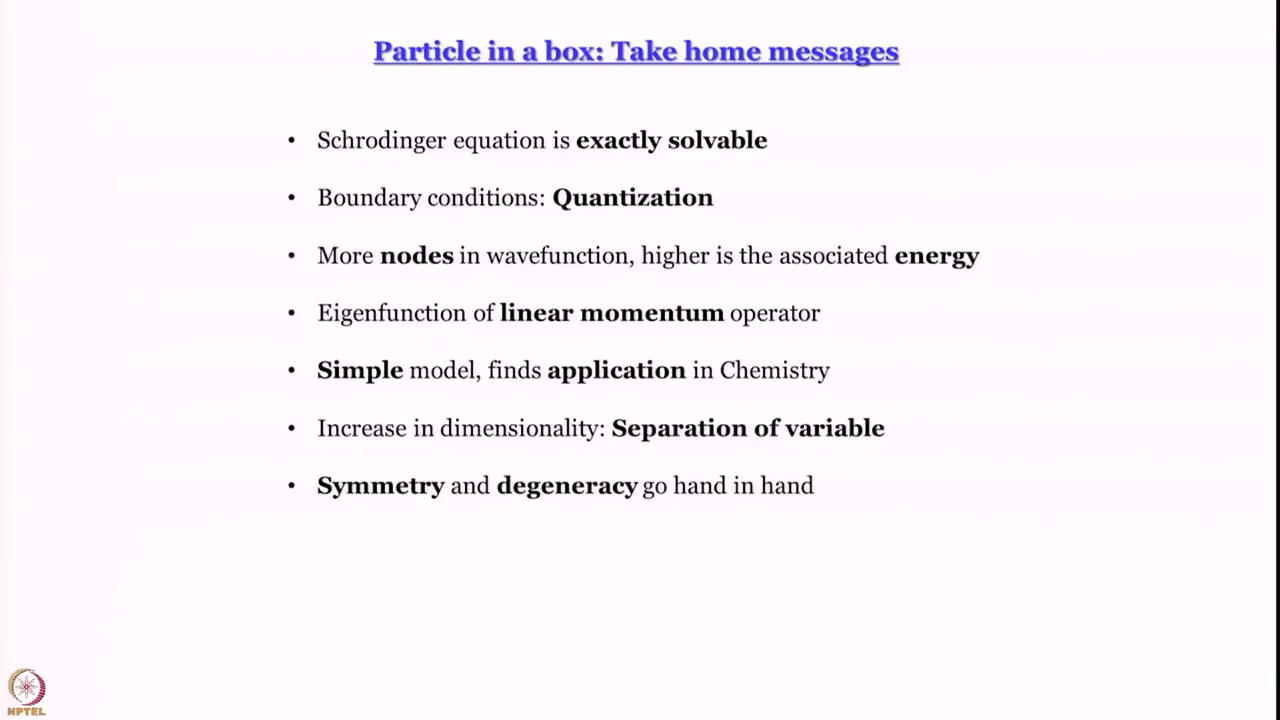 Particle in a box: Take home messages
• Schrodinger equation is exactly solvable
• Boundary conditions: Quantization
• More nodes in wavefunction, higher is the associated energy
• Eigenfunction of linear momentum operator
• Simple model, finds application in Chemistry
• Increase in dimensionality: Separation of variable
• Symmetry and degeneracy go hand in hand
NPTEL